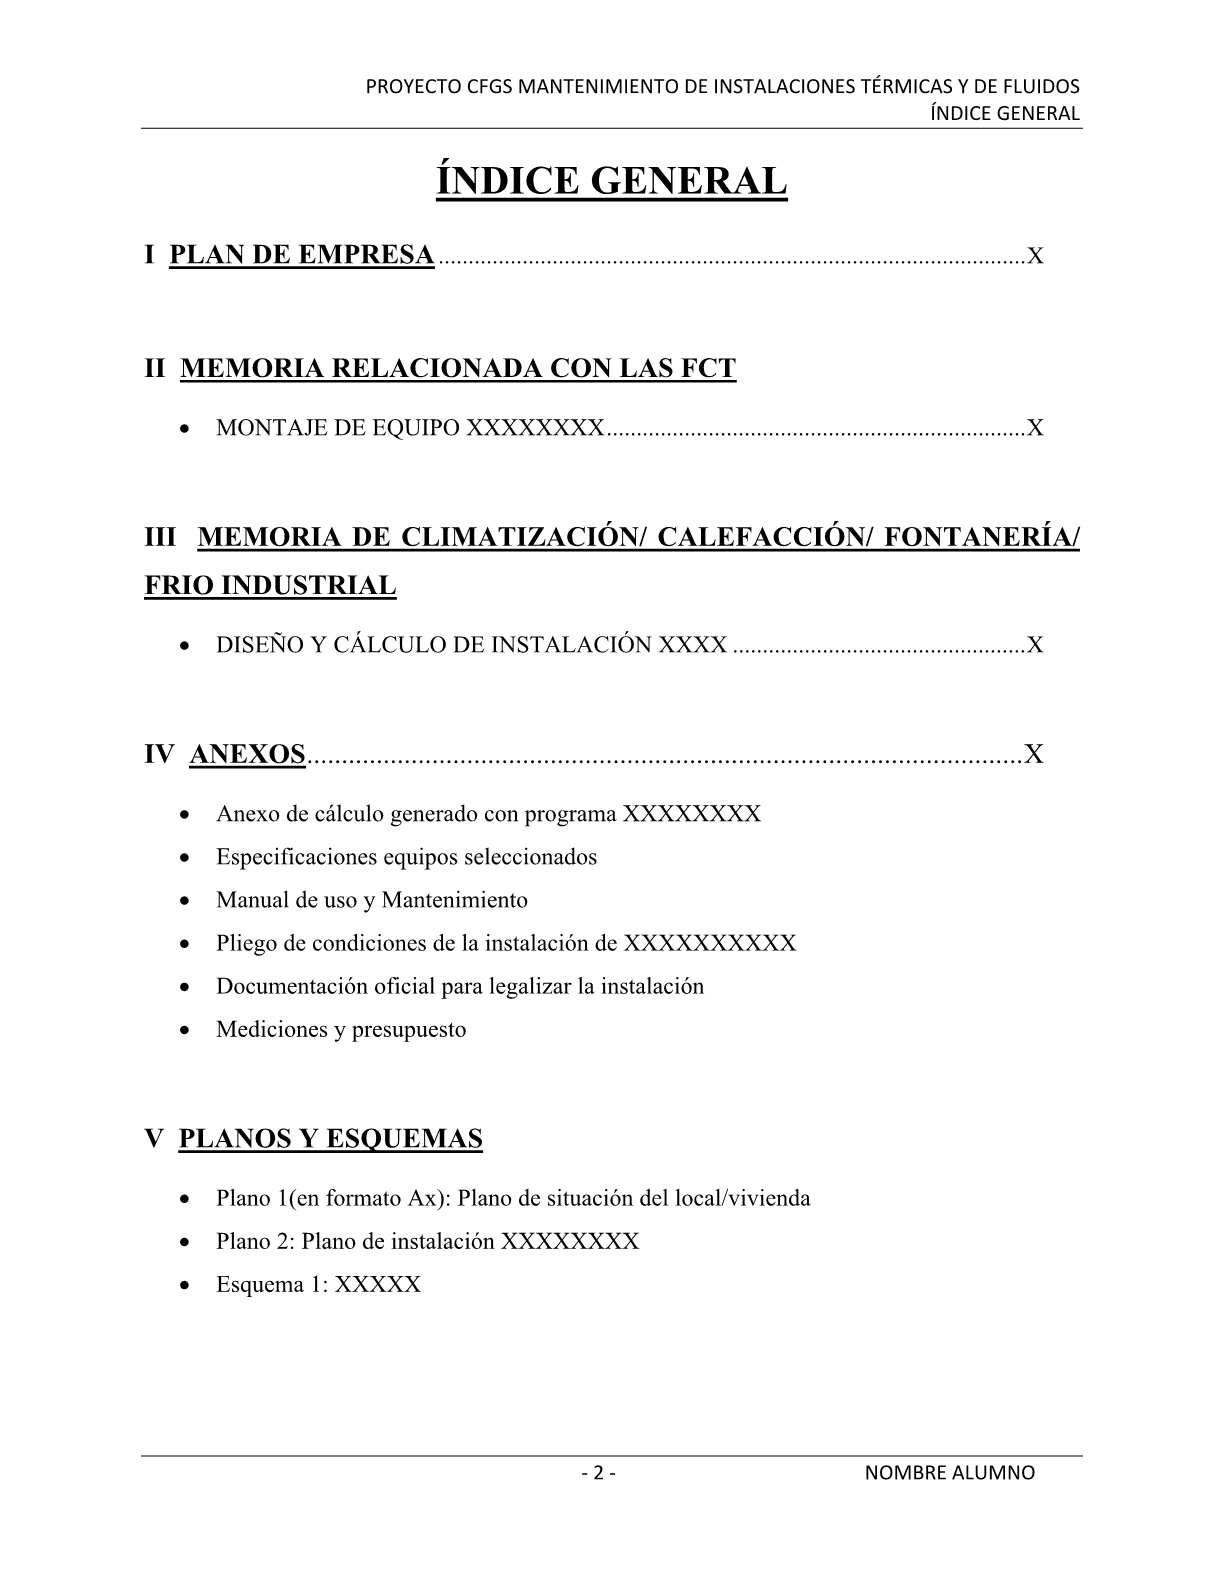 PROYECTO CFGS MANTENIMIENTO DE INSTALACIONES TÉRMICAS Y DE FLUIDOS
ÍNDICE GENERAL
ÍNDICE GENERAL
I PLAN DE EMPRESA..................................................................................................X
II MEMORIA RELACIONADA CON LAS FCT
• MONTAJE DE EQUIPO XXXXXXXX......................................................................X
III MEMORIA DE CLIMATIZACIÓN/ CALEFACCIÓN/ FONTANERÍA/
FRIO INDUSTRIAL
• DISEÑO Y CÁLCULO DE INSTALACIÓN XXXX .................................................X
IV ANEXOS.......................................................................................................X
• Anexo de cálculo generado con programa XXXXXXXX
• Especificaciones equipos seleccionados
• Manual de uso y Mantenimiento
• Pliego de condiciones de la instalación de XXXXXXXXXX
• Documentación oficial para legalizar la instalación
• Mediciones y presupuesto
V PLANOS Y ESQUEMAS
• Plano 1(en formato Ax): Plano de situación del local/vivienda
• Plano 2: Plano de instalación XXXXXXXX
• Esquema 1: XXXXX
- 2 - NOMBRE ALUMNO